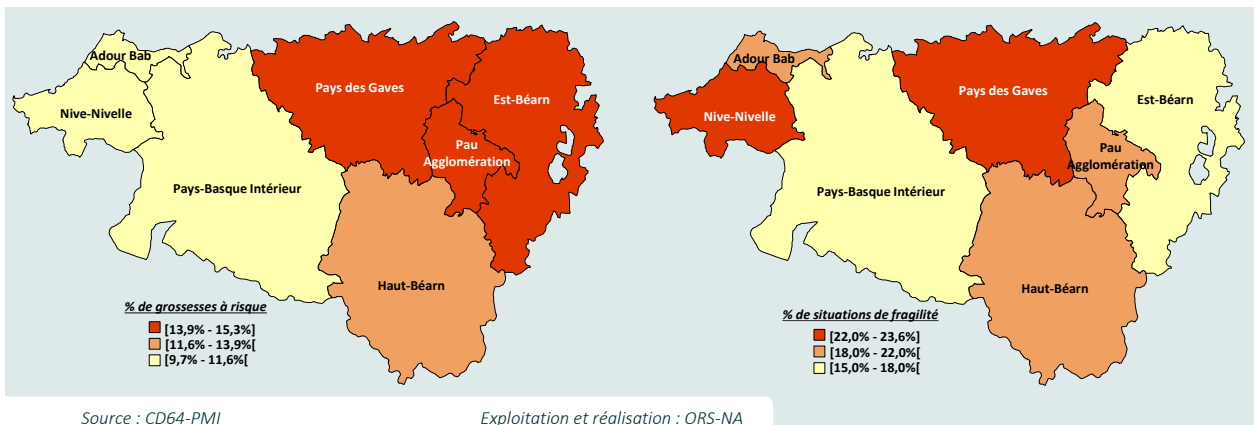 Adour Bab
Nive-Nivelle
Pays-Basque Intérieur
Pays des Gaves
Est-Béarn
Pau
Agglomération
Haut-Béarn
% de grossesses à risque
[13,9% - 15,3%]
[11,6% - 13,9%[
[9,7% - 11,6%[
Adour Bab
Nive-Nivelle
Pays-Basque Intérieur
Pays des Gaves
Est-Béarn
Pau
Agglomération
Haut-Béarn
% de situations de fragilité
[22,0% - 23,6%]
[18,0% - 22,0%[
[15,0% - 18,0%[
Source : CD64-PMI
Exploitation et réalisation : ORS-NA